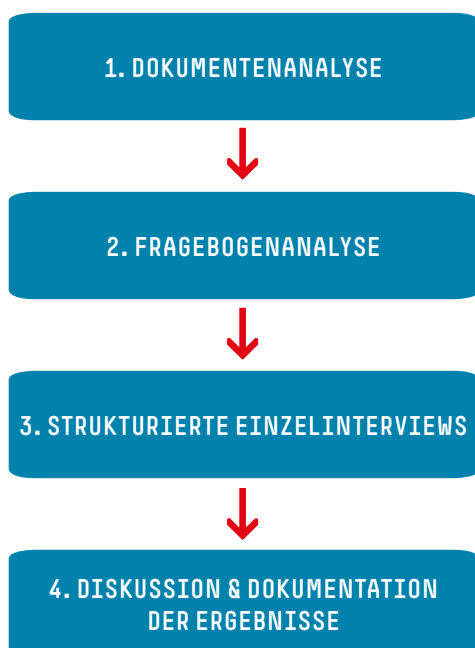 1. DOKUMENTENANALYSE
2. FRAGEBOGENANALYSE
3. STRUKTURIERTE EINZELINTERVIEWS
4. DISKUSSION & DOKUMENTATION
DER ERGEBNISSE